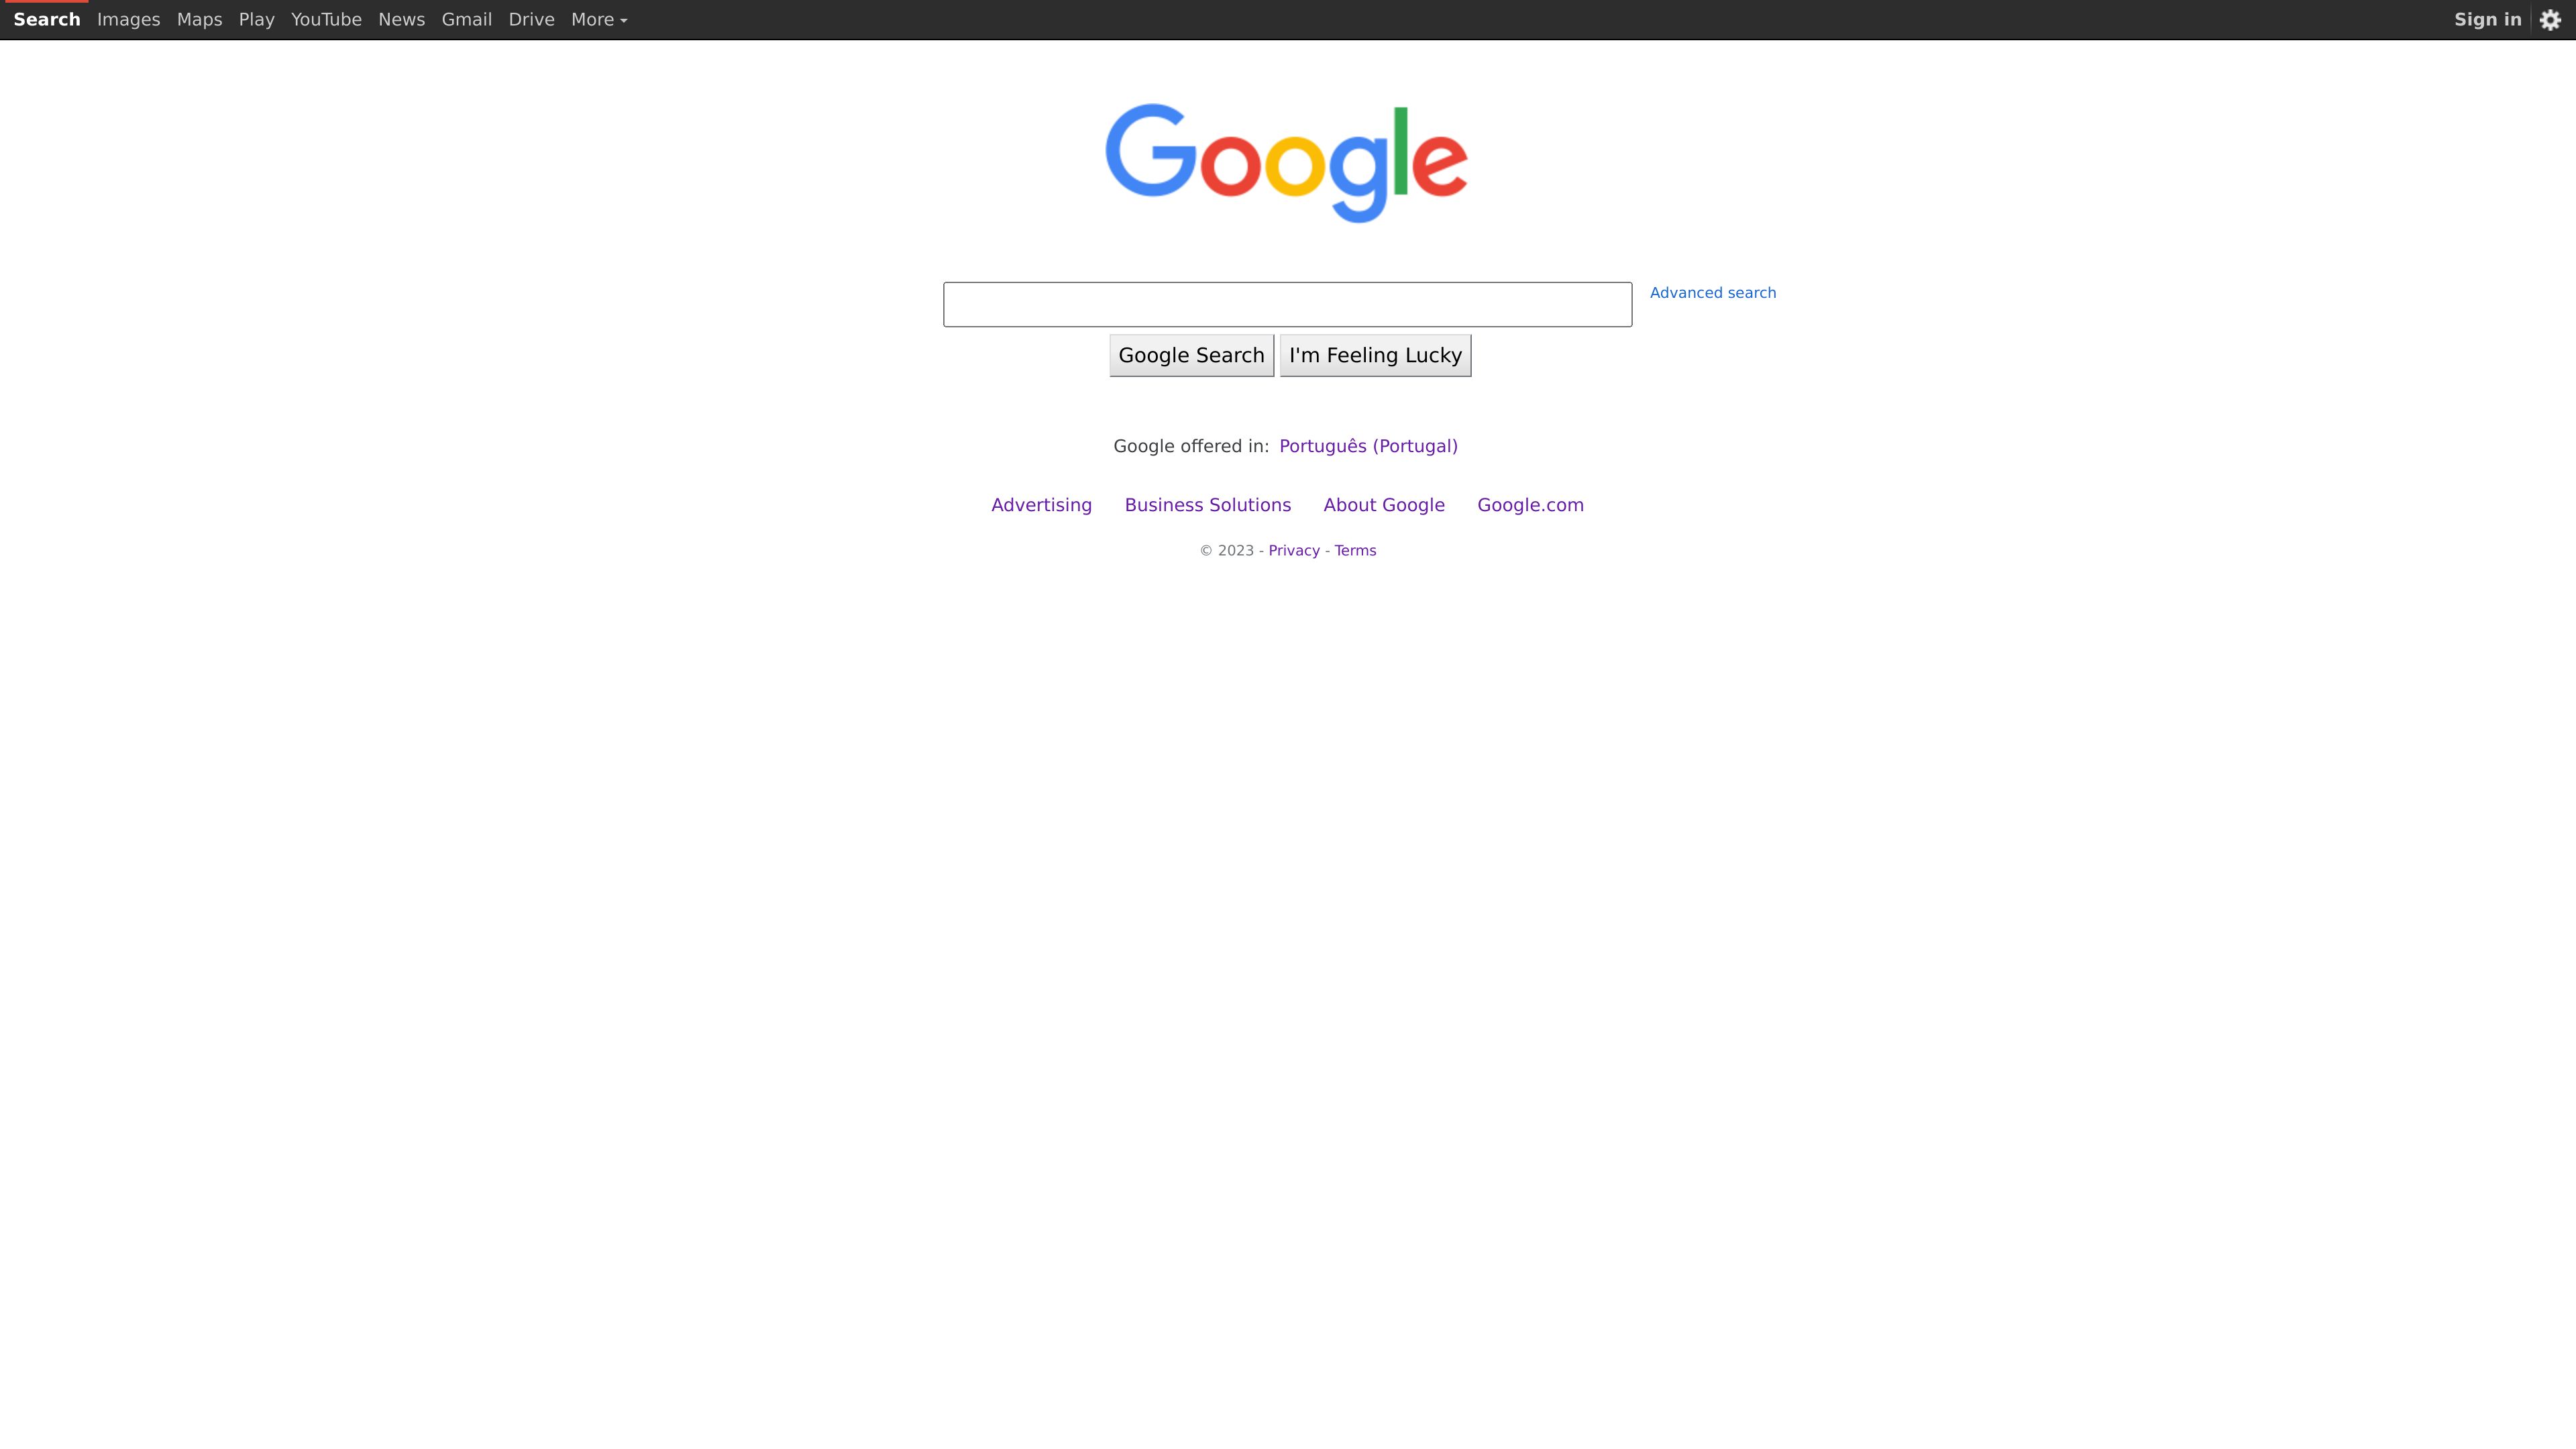 Search Images Maps Play YouTube News Gmail Drive More Sign in
Google
Advanced search
Google Search I'm Feeling Lucky
Google offered in: Português (Portugal)
Advertising Business Solutions About Google Google.com
© 2023 - Privacy - Terms